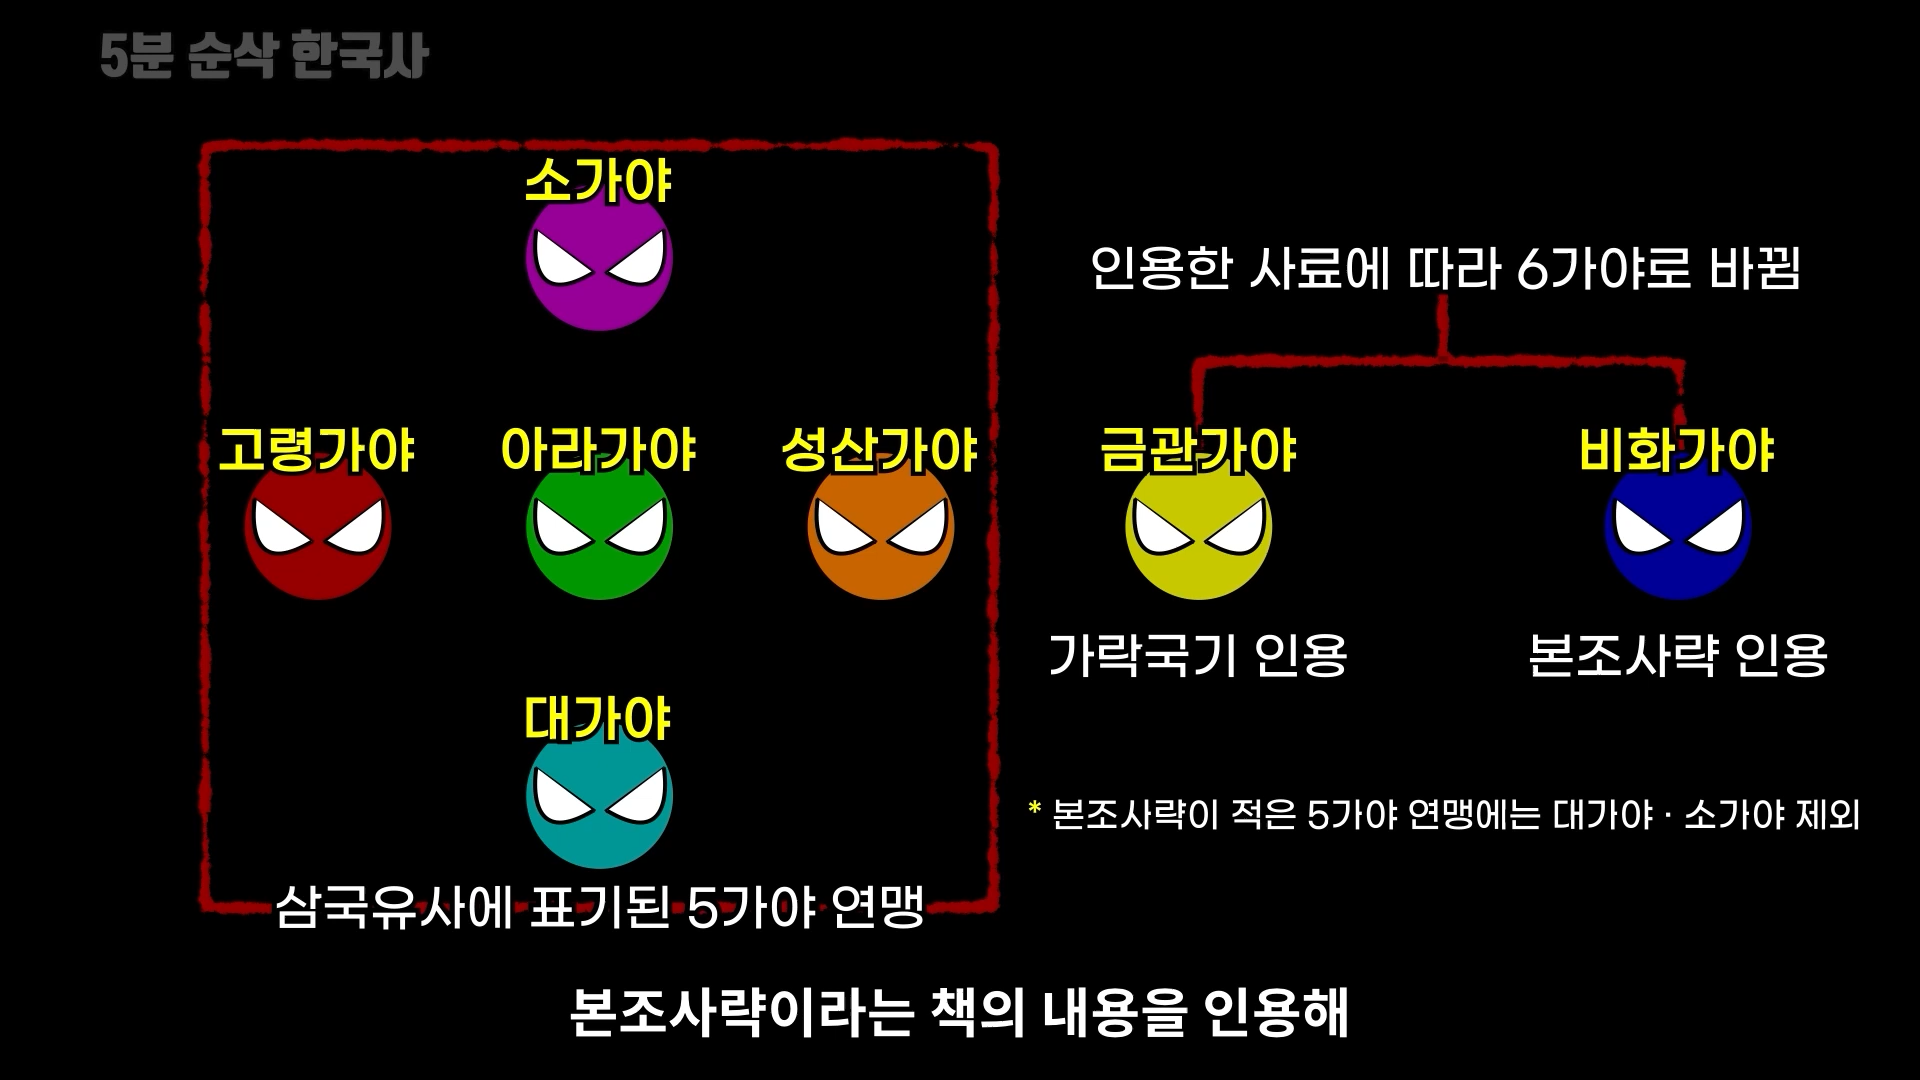 5분 순삭 한국사
소가야
인용한 사료에 따라 6가야로 바뀜
고령가야 아라가야 성산가야 금관가야 비화가야
가락국기 인용 본조사략 인용
대가야
* 본조사략이 적은 5가야 연맹에는 대가야 · 소가야 제외
삼국유사에 표기된 5가야 연맹
본조사략이라는 책의 내용을 인용해